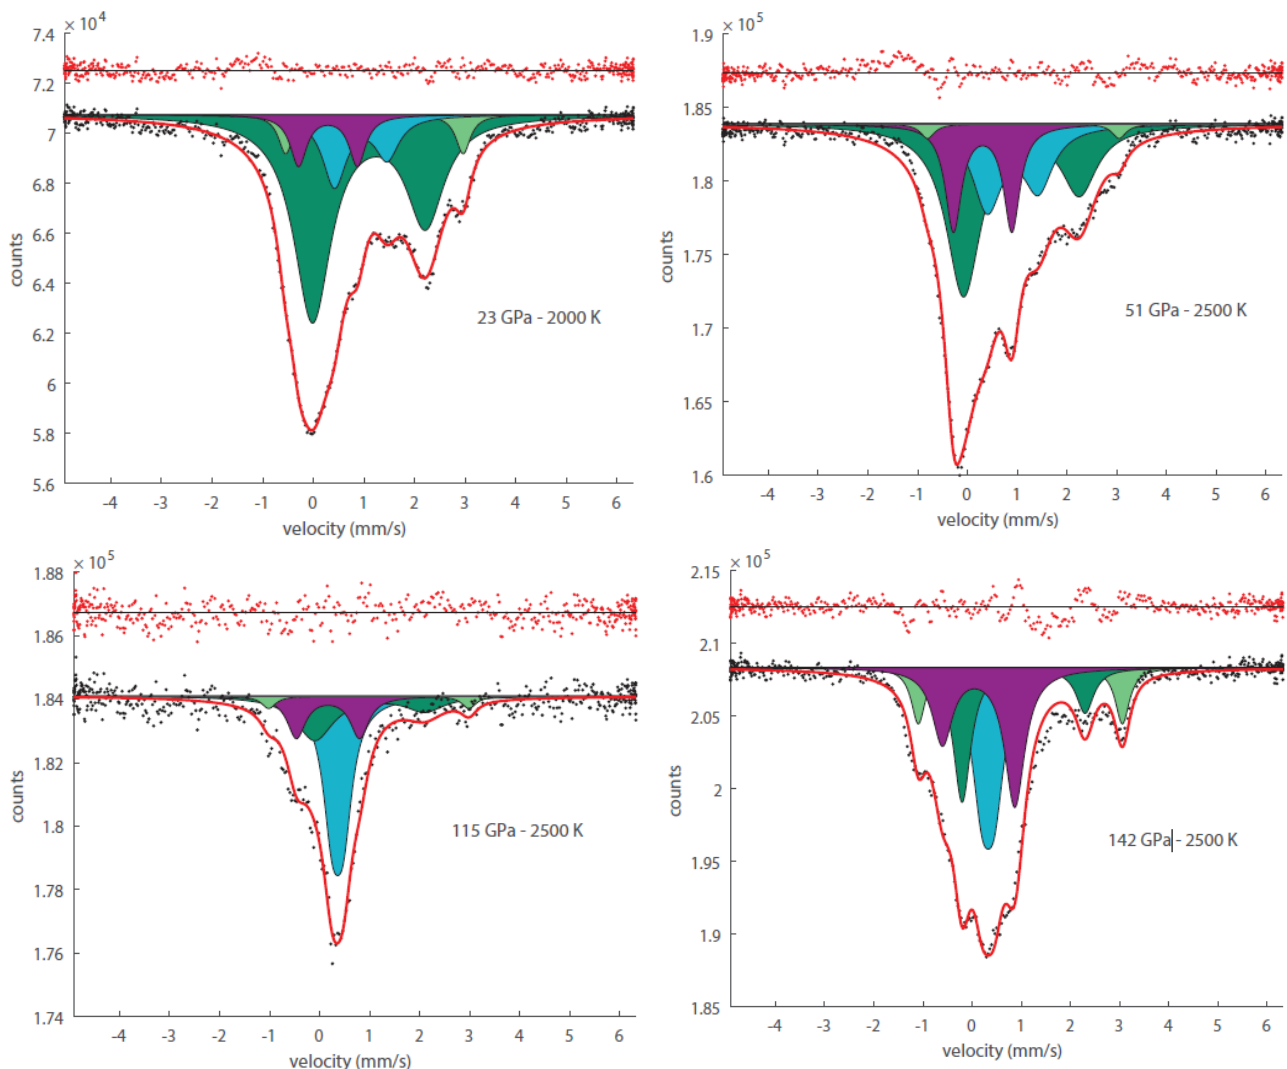 × 10⁴
7.4
7.2
7
6.8
6.6
6.4
6.2
6
5.8
5.6
counts
23 GPa - 2000 K
-4 -3 -2 -1 0 1 2 3 4 5 6
velocity (mm/s)
× 10⁵
1.9
1.85
1.8
1.75
1.7
1.65
1.6
counts
51 GPa - 2500 K
-4 -3 -2 -1 0 1 2 3 4 5 6
velocity (mm/s)
× 10⁵
1.88
1.86
1.84
1.82
1.8
1.78
1.76
1.74
counts
115 GPa - 2500 K
-4 -3 -2 -1 0 1 2 3 4 5 6
velocity (mm/s)
× 10⁵
2.15
2.1
2.05
2
1.95
1.9
1.85
counts
142 GPa - 2500 K
-4 -3 -2 -1 0 1 2 3 4 5 6
velocity (mm/s)